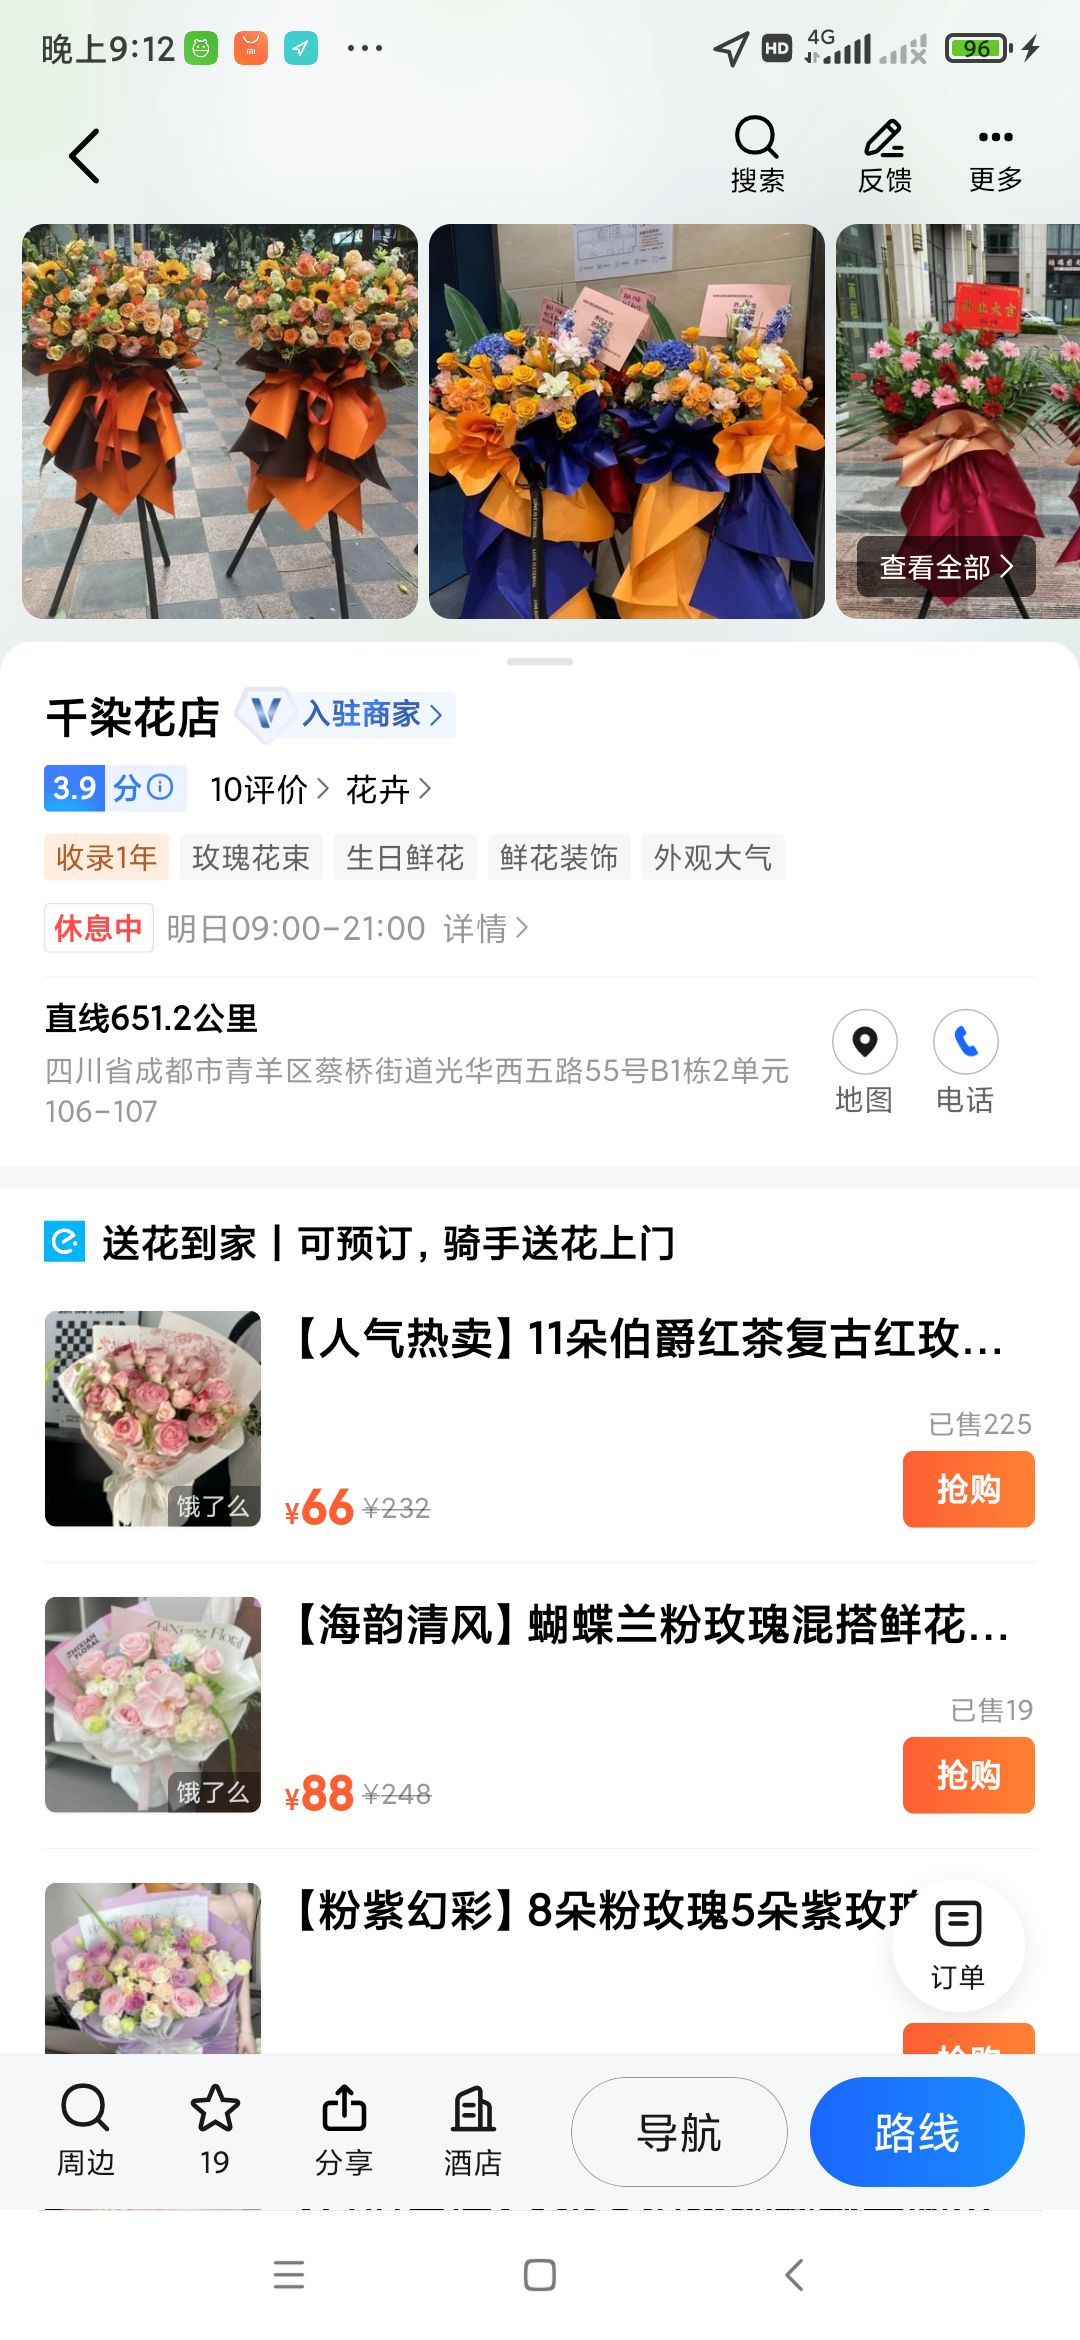 晚上9:12
HD
4G
96
搜索
反馈
更多
开业大吉
查看全部
千染花店
V 入驻商家
3.9 分 10评价 花卉
收录1年 玫瑰花束 生日鲜花 鲜花装饰 外观大气
休息中 明日09:00-21:00 详情
直线651.2公里
四川省成都市青羊区蔡桥街道光华西五路55号B1栋2单元
106-107
地图
电话
送花到家 | 可预订, 骑手送花上门
【人气热卖】11朵伯爵红茶复古红玫...
已售225
饿了么
¥66 ¥232
抢购
【海韵清风】蝴蝶兰粉玫瑰混搭鲜花...
ZHIXIAN FLORAL
已售19
饿了么
¥88 ¥248
抢购
【粉紫幻彩】8朵粉玫瑰5朵紫玫
订单
抢购
周边
19
分享
酒店
导航
路线